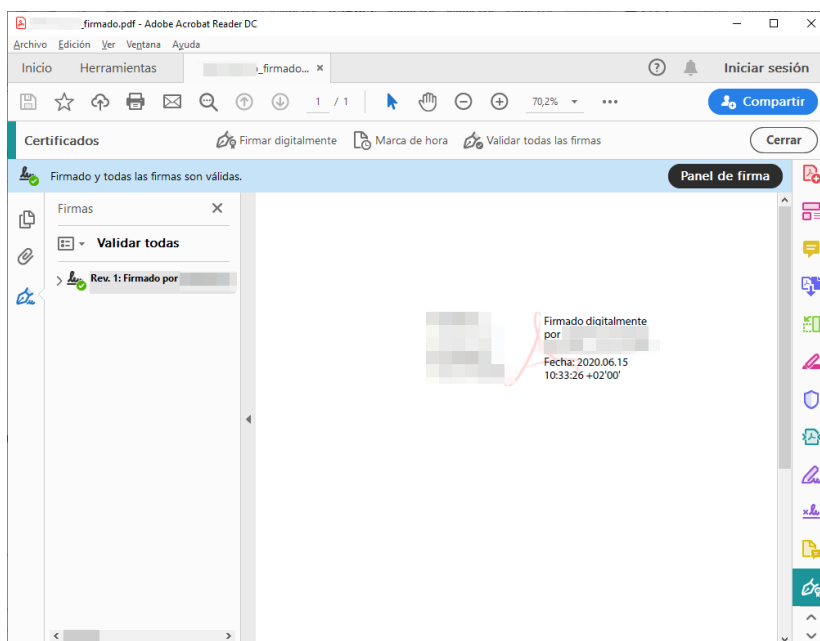 _firmado.pdf - Adobe Acrobat Reader DC
Archivo Edición Ver Ventana Ayuda
Inicio Herramientas _firmado... × Iniciar sesión
1 / 1 70,2% Compartir
Certificados Firmar digitalmente Marca de hora Validar todas las firmas Cerrar
Firmado y todas las firmas son válidas. Panel de firma
Firmas
Validar todas
Rev. 1: Firmado por
Firmado digitalmente
por
Fecha: 2020.06.15
10:33:26 +02'00'